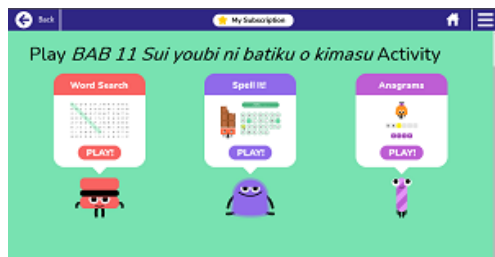 Back
My Subscription
Play BAB 11 Sui youbi ni batiku o kimasu Activity
Word Search
Spell It!
Anagrams
PLAY!
PLAY!
PLAY!